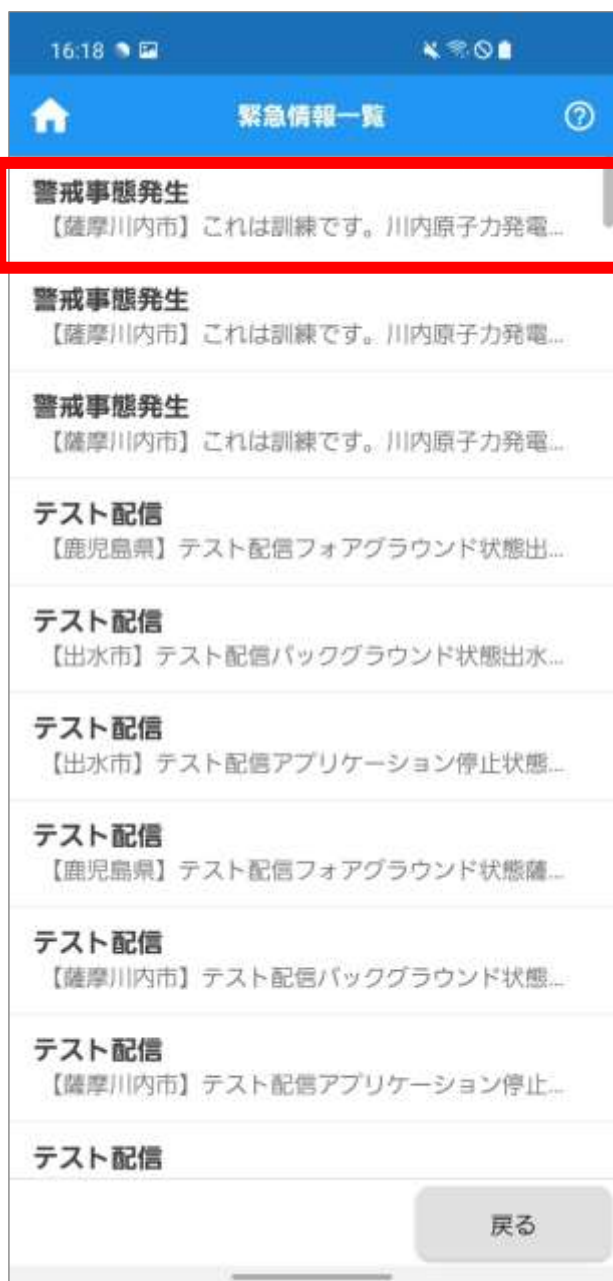 16:18
緊急情報一覧
警戒事態発生
【薩摩川内市】これは訓練です。川内原子力発電...
警戒事態発生
【薩摩川内市】これは訓練です。川内原子力発電...
警戒事態発生
【薩摩川内市】これは訓練です。川内原子力発電...
テスト配信
【鹿児島県】テスト配信フォアグラウンド状態出...
テスト配信
【出水市】テスト配信バックグラウンド状態出水...
テスト配信
【出水市】テスト配信アプリケーション停止状態...
テスト配信
【鹿児島県】テスト配信フォアグラウンド状態薩...
テスト配信
【薩摩川内市】テスト配信バックグラウンド状態...
テスト配信
【薩摩川内市】テスト配信アプリケーション停止...
テスト配信
戻る